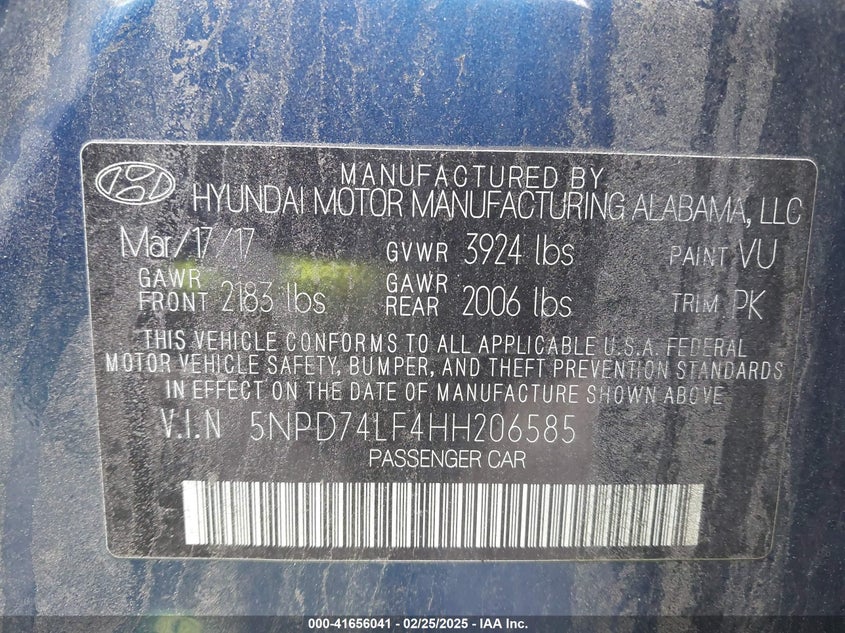 MANUFACTURED BY
HYUNDAI MOTOR MANUFACTURING ALABAMA, LLC
Mar/17/17 GVWR 3924 lbs PAINT VU
GAWR FRONT 2183 lbs GAWR REAR 2006 lbs TRIM PK
THIS VEHICLE CONFORMS TO ALL APPLICABLE U.S.A. FEDERAL
MOTOR VEHICLE SAFETY, BUMPER, AND THEFT PREVENTION STANDARDS
IN EFFECT ON THE DATE OF MANUFACTURE SHOWN ABOVE
V.I.N 5NPD74LF4HH206585
PASSENGER CAR
000-41656041 - 02/25/2025 - IAA Inc.